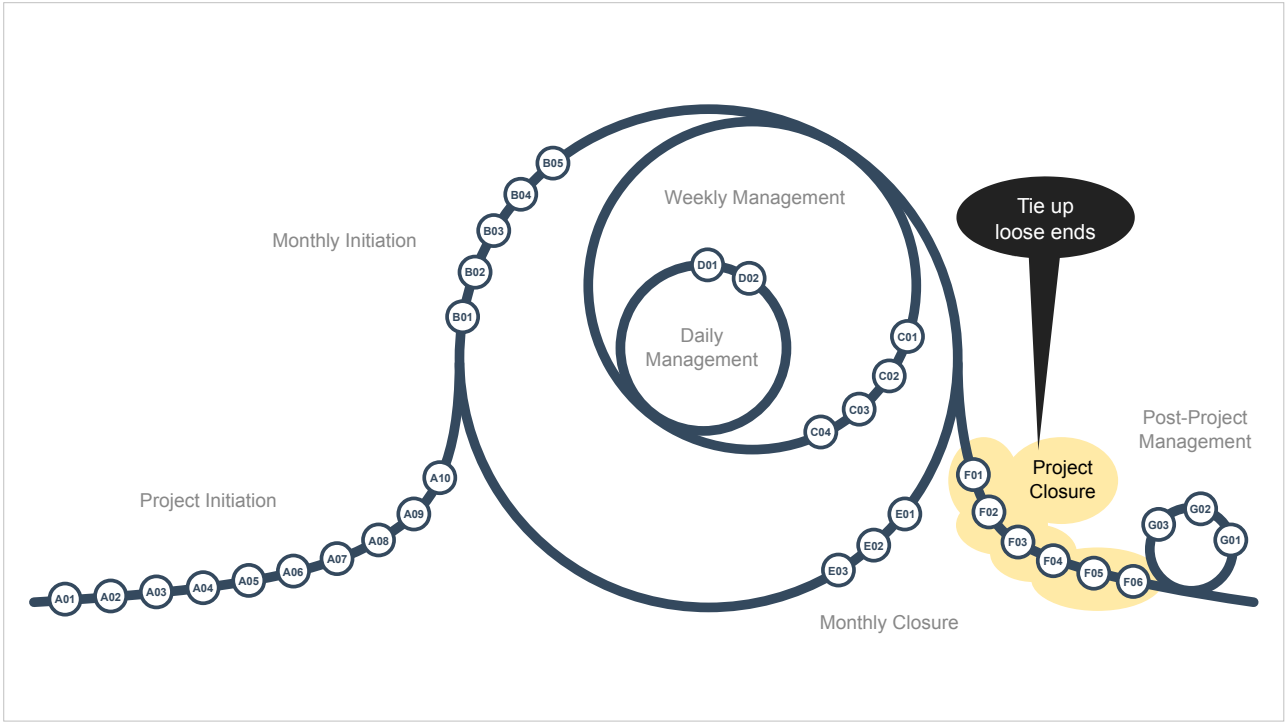 Project Initiation
A01
A02
A03
A04
A05
A06
A07
A08
A09
A10
Monthly Initiation
B01
B02
B03
B04
B05
Weekly Management
C01
C02
C03
C04
Daily
Management
D01
D02
Monthly Closure
E01
E02
E03
Tie up
loose ends
Project
Closure
F01
F02
F03
F04
F05
F06
Post-Project
Management
G01
G02
G03